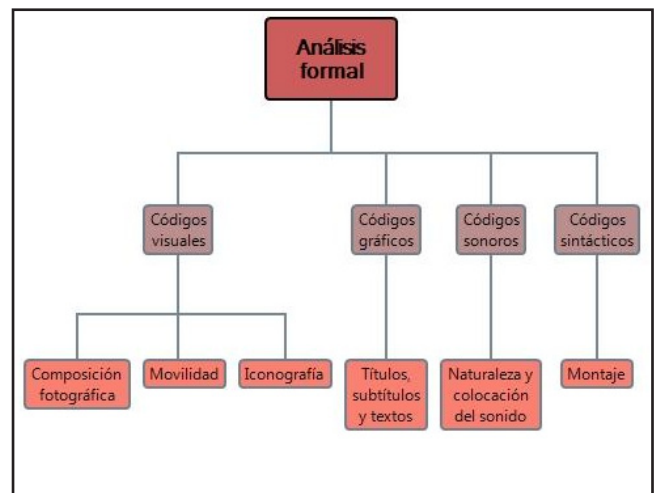 Análisis
formal
Códigos
visuales
Códigos
gráficos
Códigos
sonoros
Códigos
sintácticos
Composición
fotográfica
Movilidad
Iconografía
Títulos,
subtítulos
y textos
Naturaleza y
colocación
del sonido
Montaje